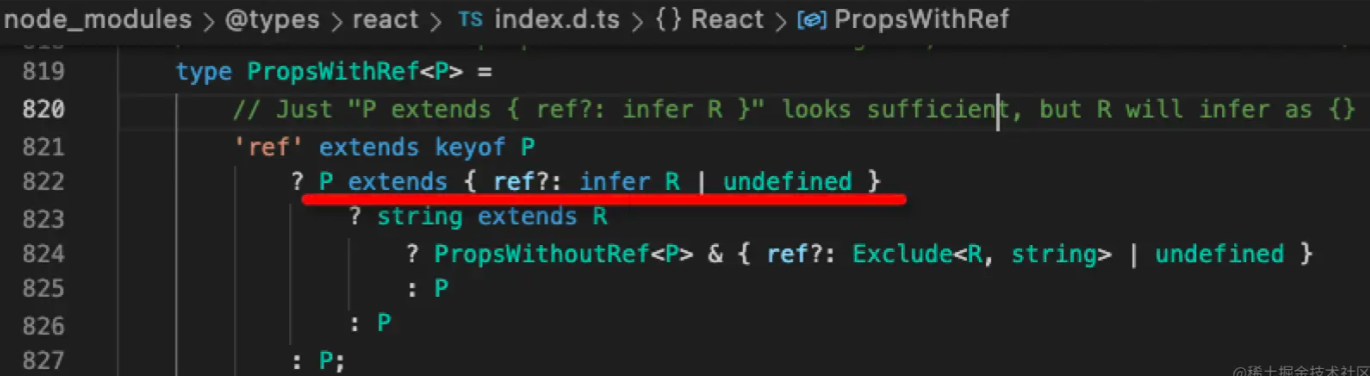 node_modules > @types > react > TS index.d.ts > {} React > PropsWithRef
819 type PropsWithRef<P> =
820 // Just "P extends { ref?: infer R }" looks sufficient, but R will infer as {}
821 'ref' extends keyof P
822 ? P extends { ref?: infer R | undefined }
823 ? string extends R
824 ? PropsWithoutRef<P> & { ref?: Exclude<R, string> | undefined }
825 : P
826 : P
827 : P;
@稀土掘金技术社区